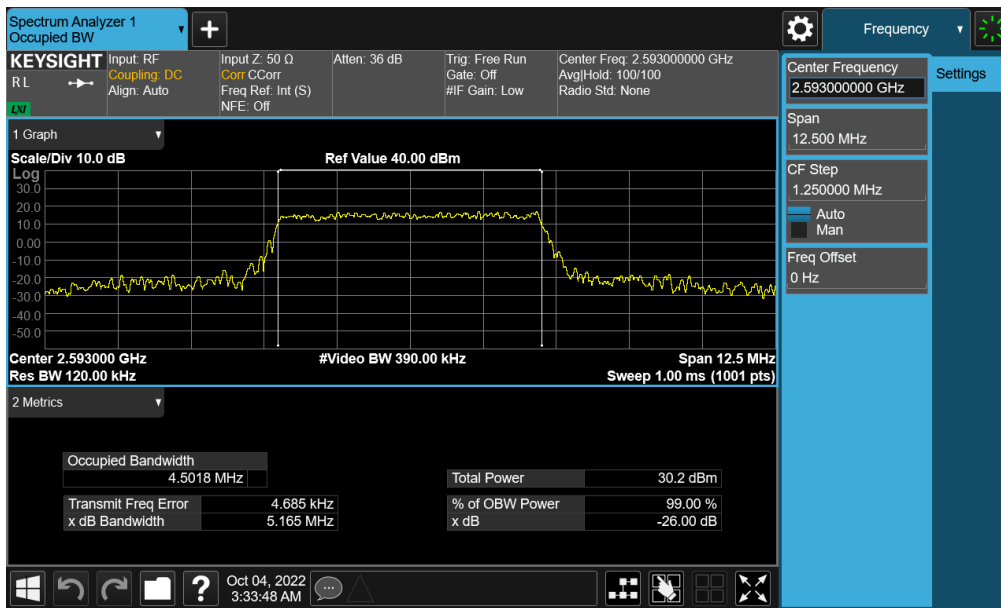 Spectrum Analyzer 1
Occupied BW
+
Frequency
KEYSIGHT
R L
LXI
Input: RF
Coupling: DC
Align: Auto
Input Z: 50 Ω
Corr CCorr
Freq Ref: Int (S)
NFE: Off
Atten: 36 dB
Trig: Free Run
Gate: Off
#IF Gain: Low
Center Freq: 2.593000000 GHz
Avg|Hold: 100/100
Radio Std: None
Center Frequency
2.593000000 GHz
Settings
Span
12.500 MHz
CF Step
1.250000 MHz
Auto
Man
Freq Offset
0 Hz
1 Graph
Scale/Div 10.0 dB
Ref Value 40.00 dBm
Log
30.0
20.0
10.0
0.00
-10.0
-20.0
-30.0
-40.0
-50.0
Center 2.593000 GHz
#Video BW 390.00 kHz
Span 12.5 MHz
Res BW 120.00 kHz
Sweep 1.00 ms (1001 pts)
2 Metrics
Occupied Bandwidth
4.5018 MHz
Total Power 30.2 dBm
Transmit Freq Error 4.685 kHz
% of OBW Power 99.00 %
x dB Bandwidth 5.165 MHz
x dB -26.00 dB
?
Oct 04, 2022
3:33:48 AM